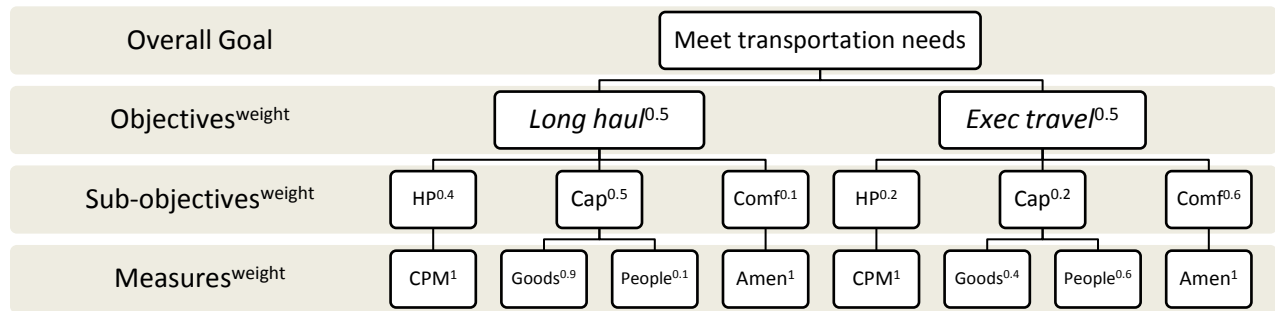 Overall Goal
Meet transportation needs
Objectives^weight
Long haul^0.5
Exec travel^0.5
Sub-objectives^weight
HP^0.4
Cap^0.5
Comf^0.1
HP^0.2
Cap^0.2
Comf^0.6
Measures^weight
CPM^1
Goods^0.9
People^0.1
Amen^1
CPM^1
Goods^0.4
People^0.6
Amen^1